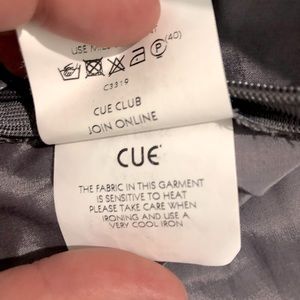 USE MILD
(40)
C3319
CUE CLUB
JOIN ONLINE
CUE
THE FABRIC IN THIS GARMENT
IS SENSITIVE TO HEAT
PLEASE TAKE CARE WHEN
IRONING AND USE A
VERY COOL IRON